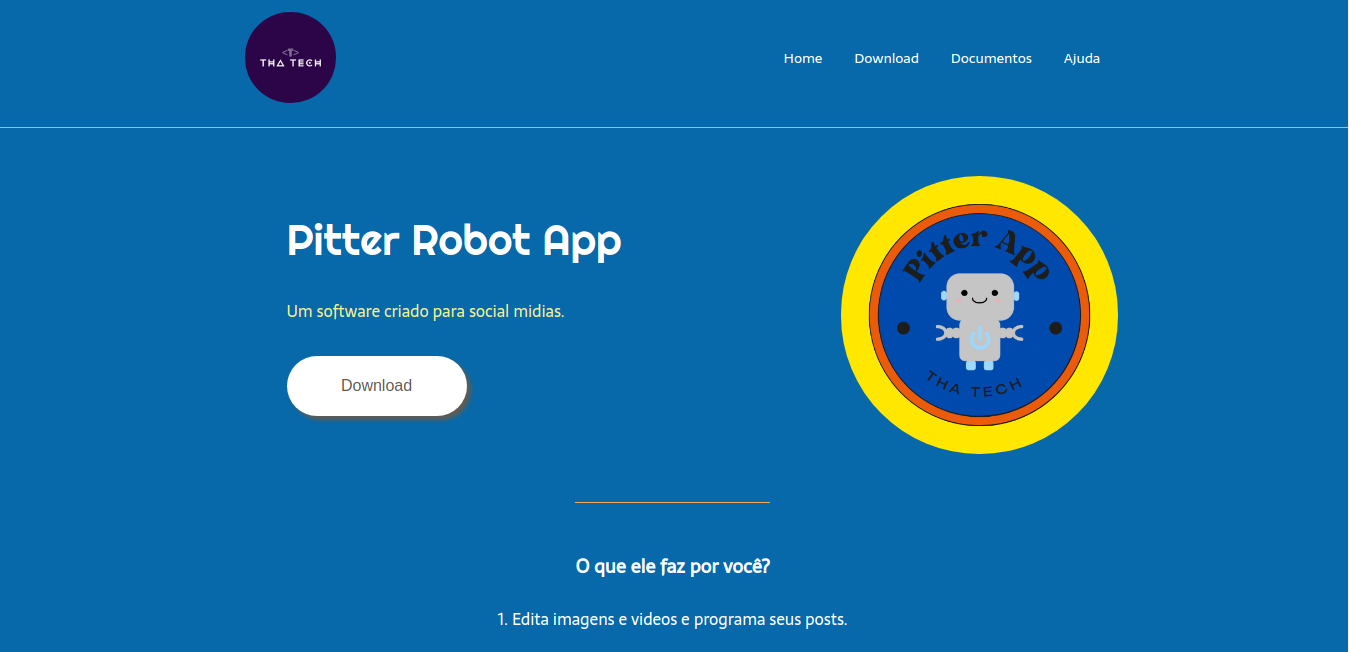 <T>
THA TECH
Home Download Documentos Ajuda
Pitter Robot App
Um software criado para social midias.
Download
Pitter App
THA TECH
O que ele faz por você?
1. Edita imagens e videos e programa seus posts.